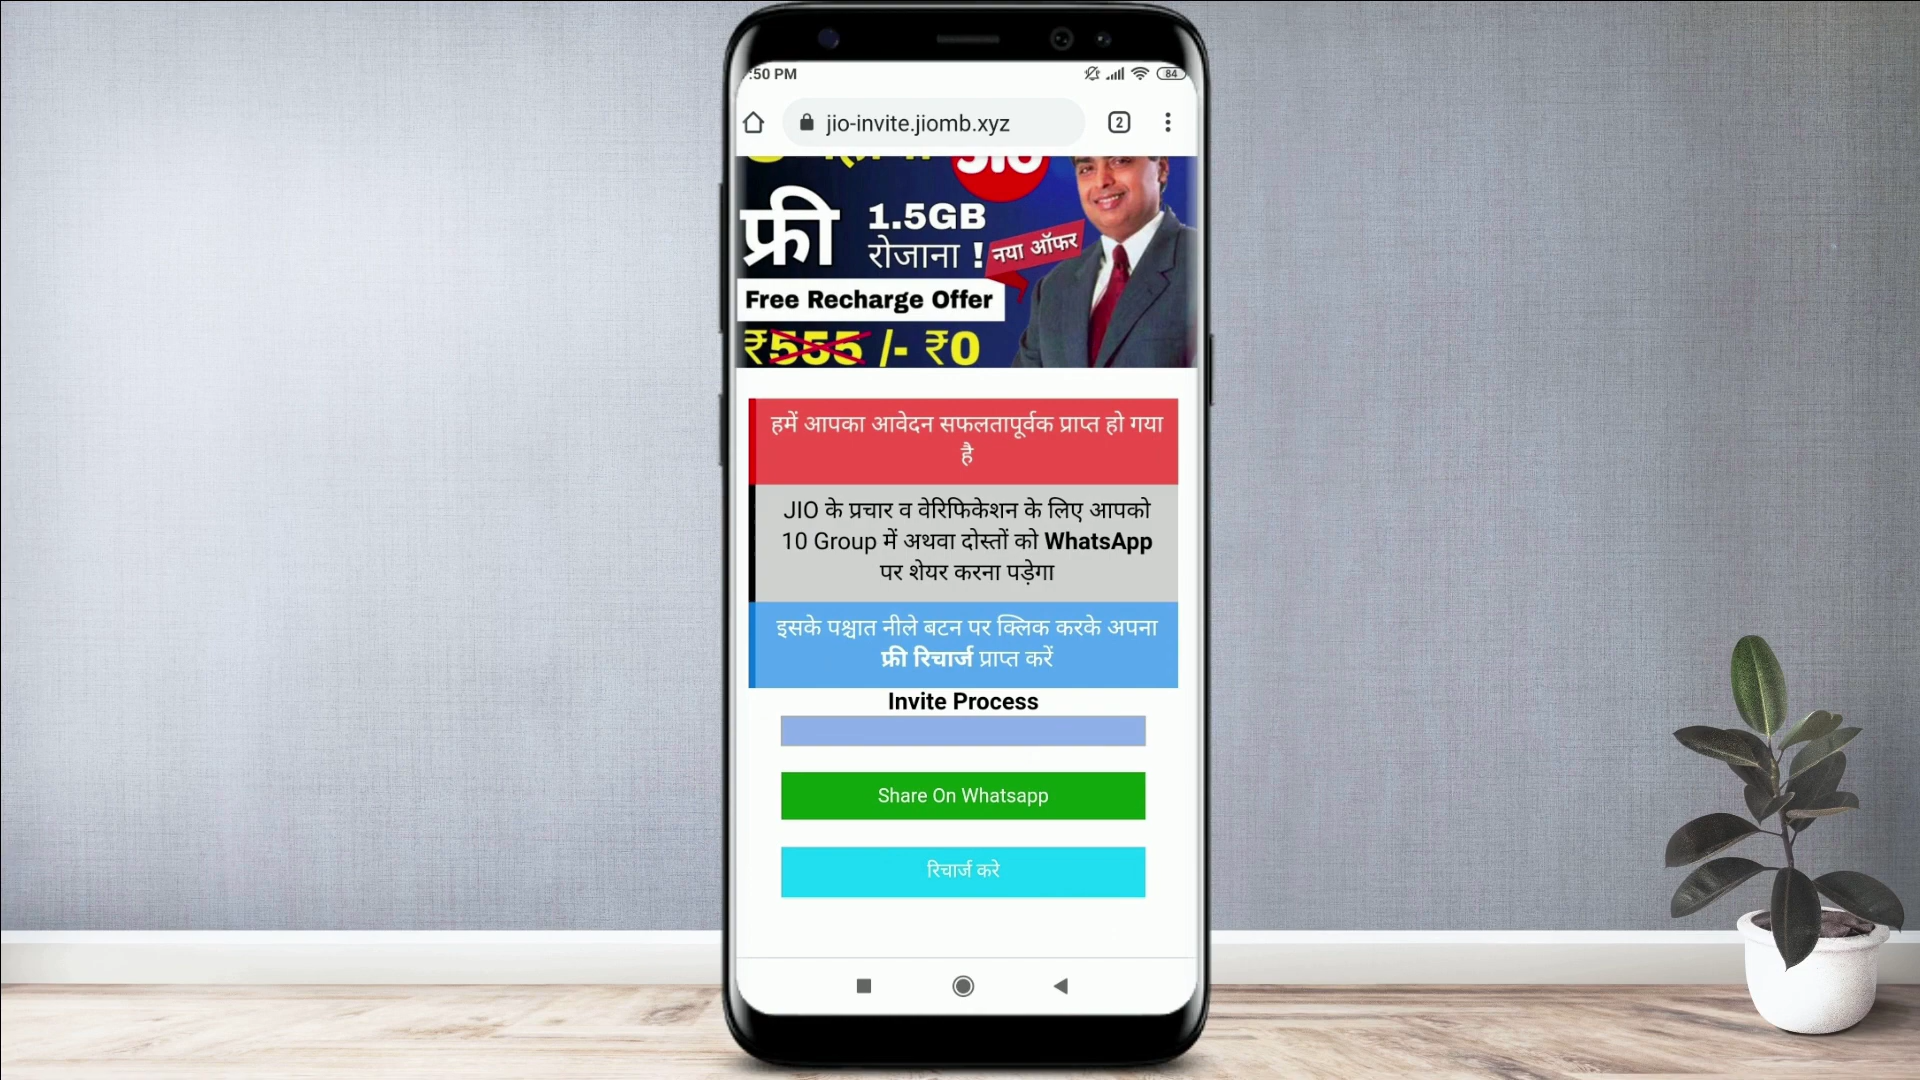 :50 PM
84
jio-invite.jiomb.xyz
2
फ्री
1.5GB
रोजाना !
नया ऑफर
Free Recharge Offer
₹555 /- ₹0
हमें आपका आवेदन सफलतापूर्वक प्राप्त हो गया
है
JIO के प्रचार व वेरिफिकेशन के लिए आपको
10 Group में अथवा दोस्तों को WhatsApp
पर शेयर करना पड़ेगा
इसके पश्चात नीले बटन पर क्लिक करके अपना
फ्री रिचार्ज प्राप्त करें
Invite Process
Share On Whatsapp
रिचार्ज करे